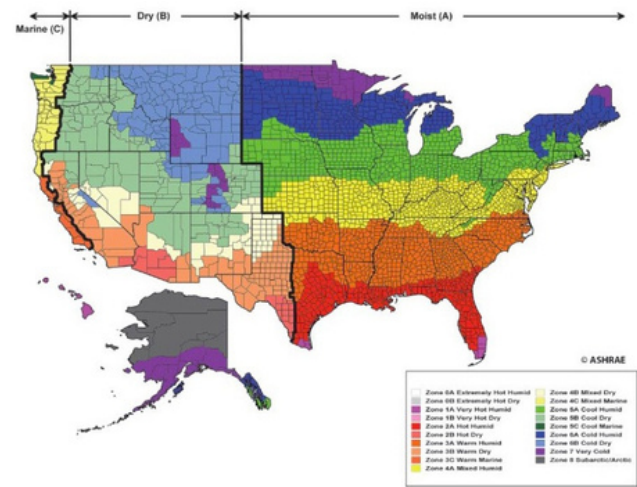 Dry (B)
Moist (A)
Marine (C)
© ASHRAE
Zone 0A Extremely Hot Humid
Zone 0B Extremely Hot Dry
Zone 1A Very Hot Humid
Zone 1B Very Hot Dry
Zone 2A Hot Humid
Zone 2B Hot Dry
Zone 3A Warm Humid
Zone 3B Warm Dry
Zone 3C Warm Marine
Zone 4A Mixed Humid
Zone 4B Mixed Dry
Zone 4C Mixed Marine
Zone 5A Cool Humid
Zone 5B Cool Dry
Zone 5C Cool Marine
Zone 6A Cold Humid
Zone 6B Cold Dry
Zone 7 Very Cold
Zone 8 Subarctic/Arctic